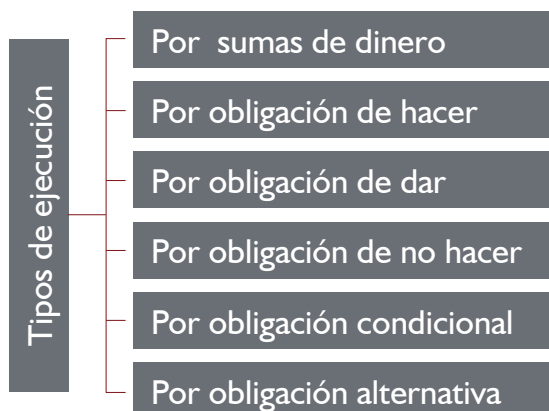 Tipos de ejecución
Por sumas de dinero
Por obligación de hacer
Por obligación de dar
Por obligación de no hacer
Por obligación condicional
Por obligación alternativa